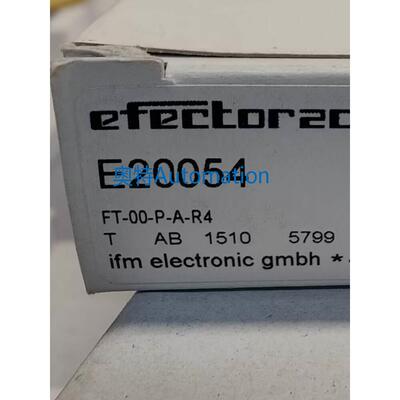 efector200
E20054
奥特Automation
FT-00-P-A-R4
T AB 1510 5799
ifm electronic gmbh *